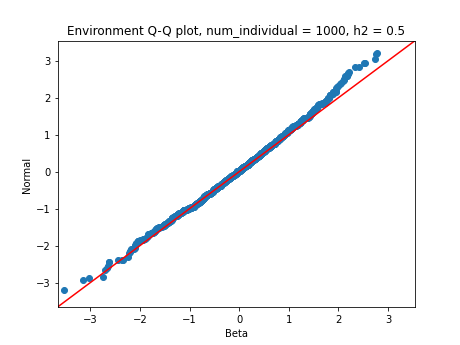 Environment Q-Q plot, num_individual = 1000, h2 = 0.5
3
2
1
0
−1
−2
−3
Normal
−3 −2 −1 0 1 2 3
Beta